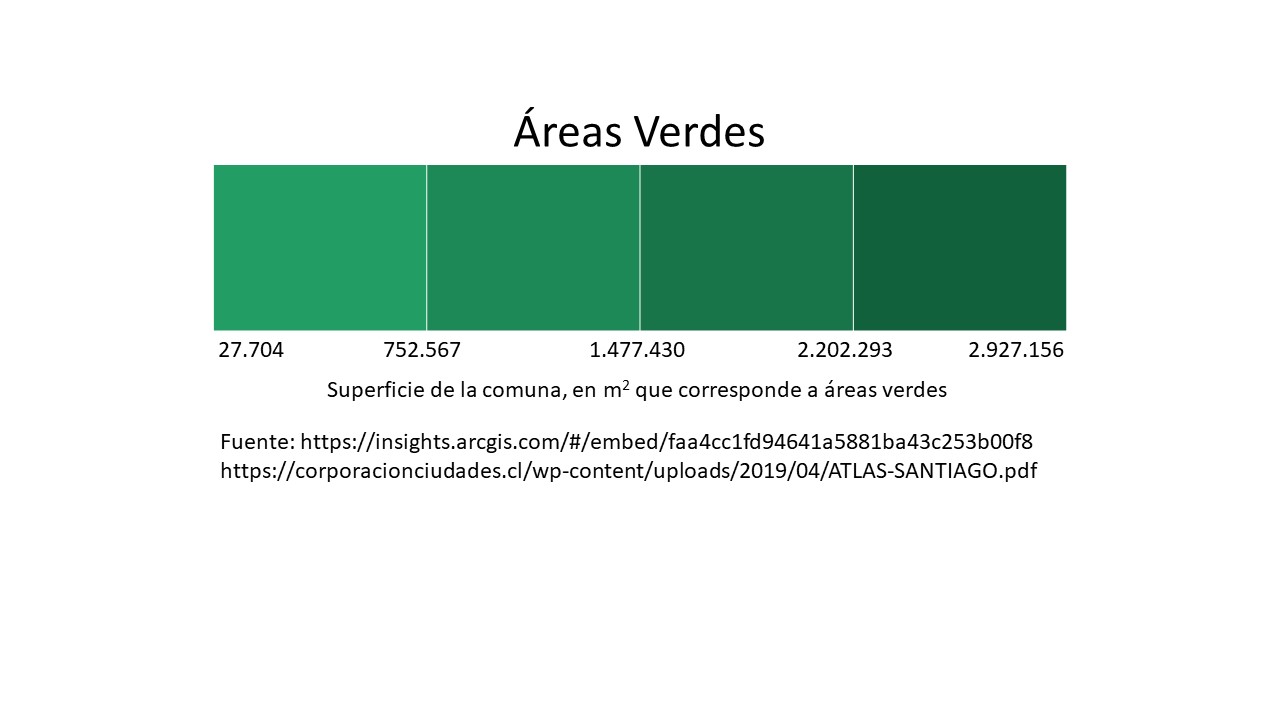 Áreas Verdes
27.704 752.567 1.477.430 2.202.293 2.927.156
Superficie de la comuna, en m² que corresponde a áreas verdes
Fuente: https://insights.arcgis.com/#/embed/faa4cc1fd94641a5881ba43c253b00f8
https://corporacionciudades.cl/wp-content/uploads/2019/04/ATLAS-SANTIAGO.pdf